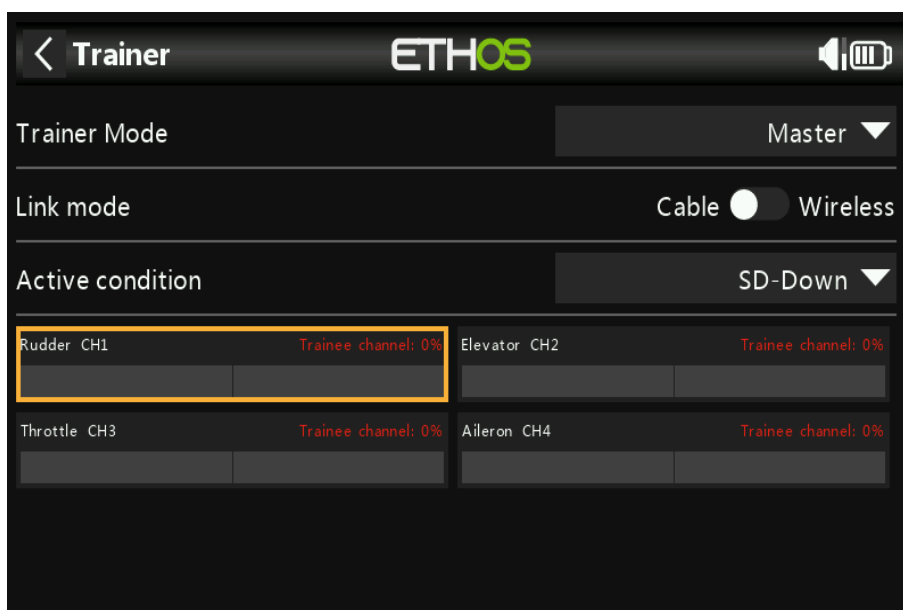 Trainer ETHOS
Trainer Mode Master
Link mode Cable Wireless
Active condition SD-Down
Rudder CH1 Trainee channel: 0% Elevator CH2 Trainee channel: 0%
Throttle CH3 Trainee channel: 0% Aileron CH4 Trainee channel: 0%